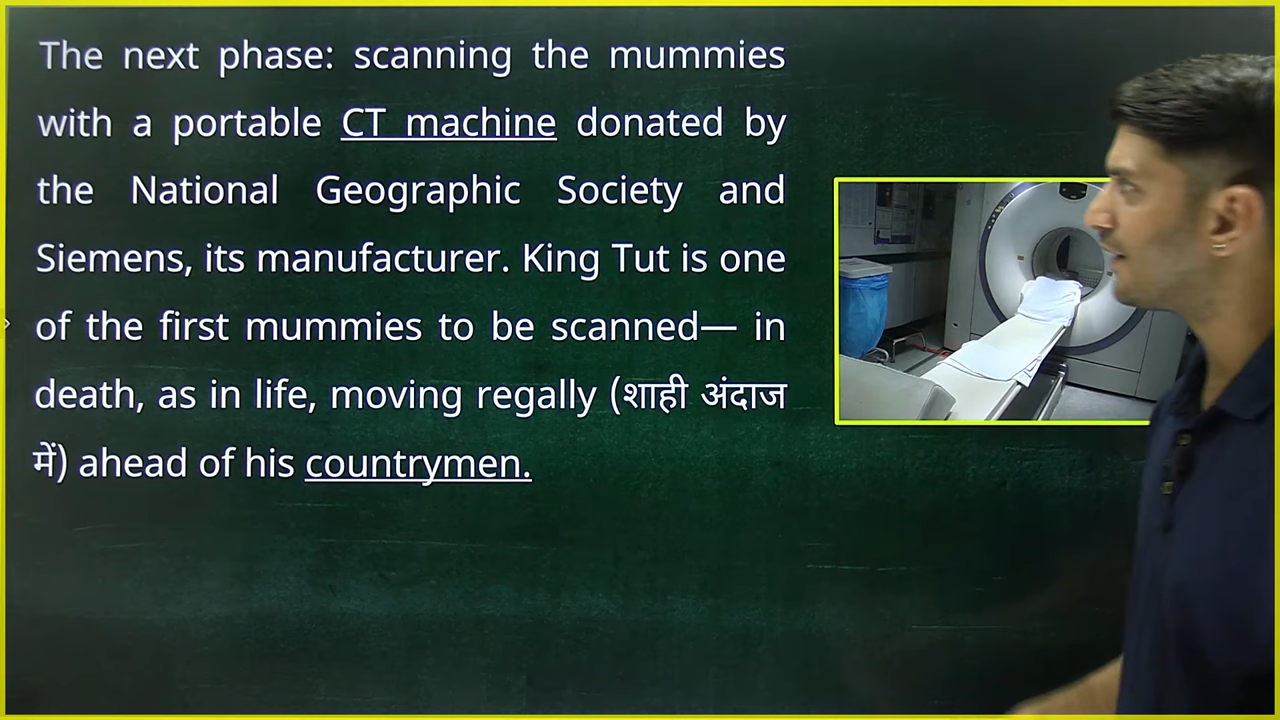 The next phase: scanning the mummies
with a portable CT machine donated by
the National Geographic Society and
Siemens, its manufacturer. King Tut is one
of the first mummies to be scanned— in
death, as in life, moving regally (शाही अंदाज
में) ahead of his countrymen.